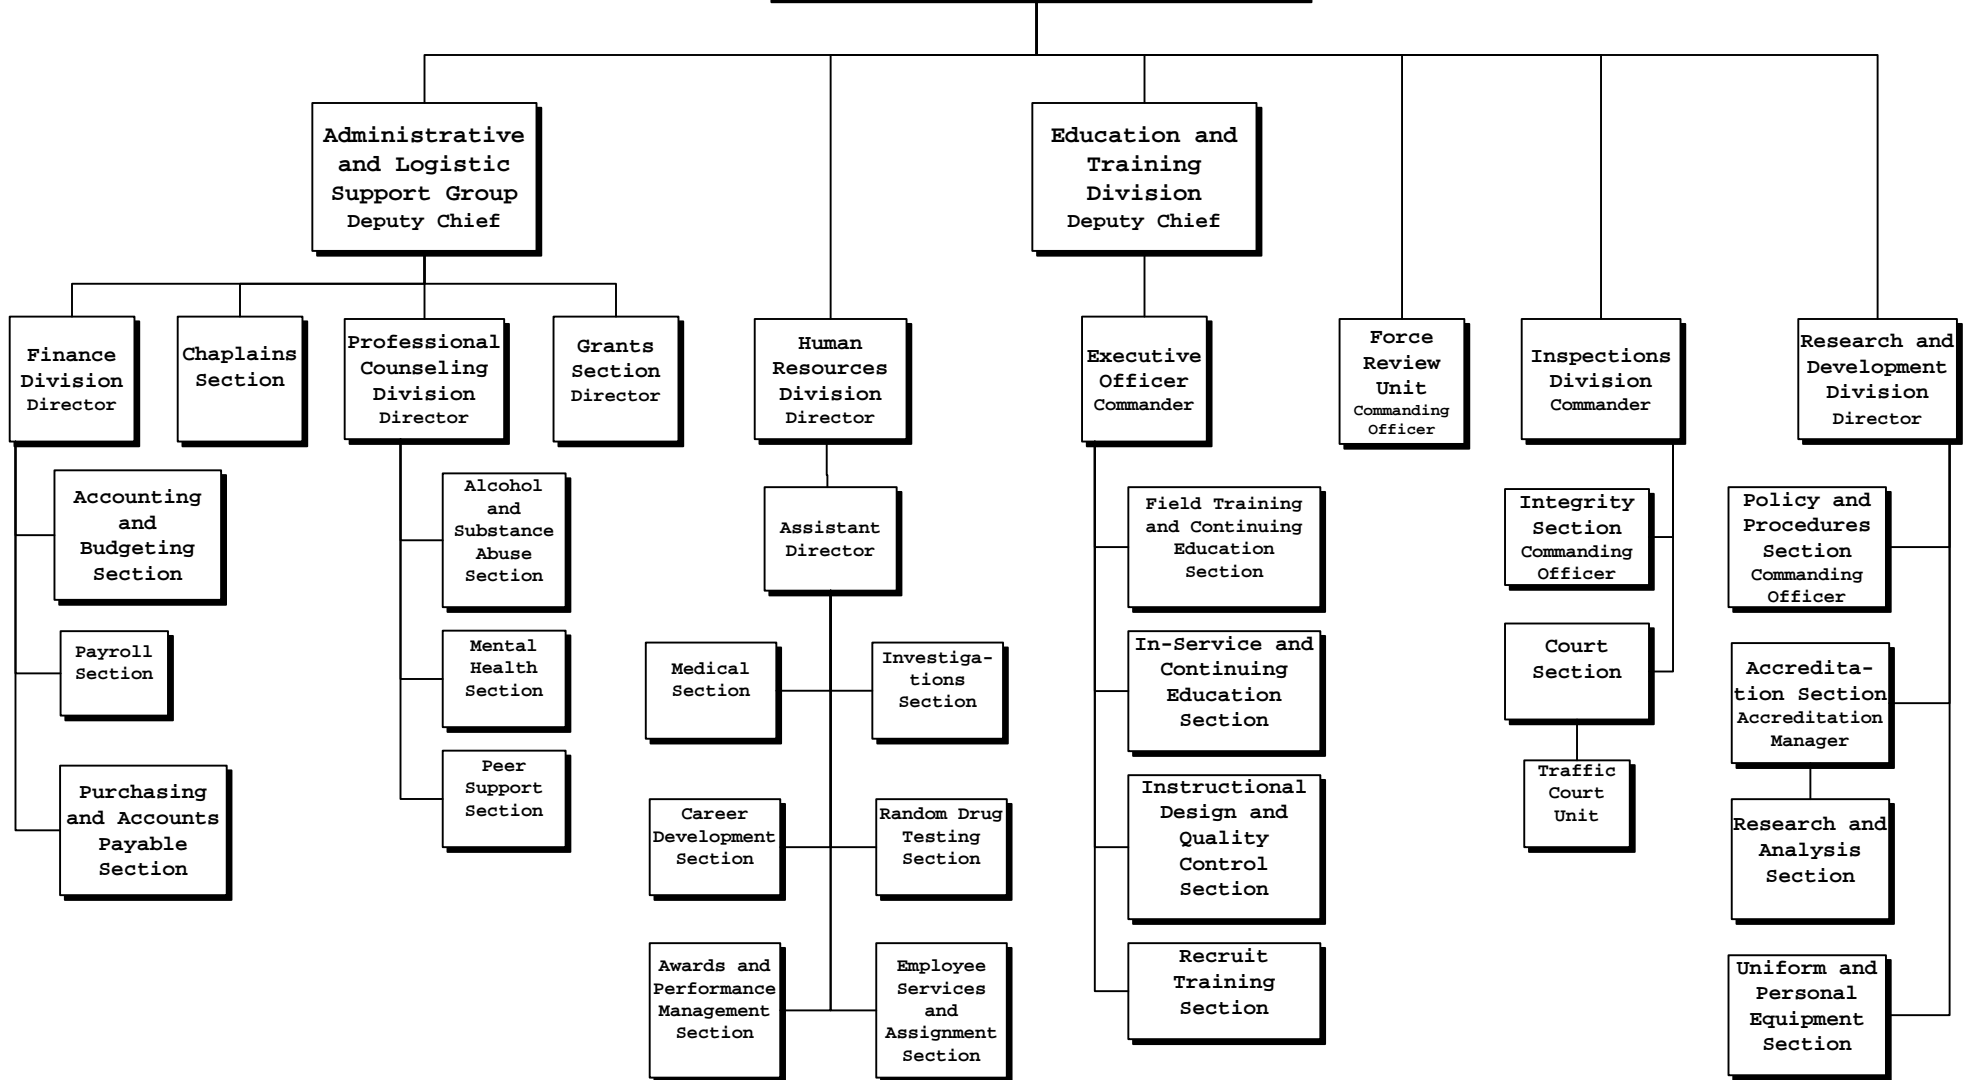 Administrative
and Logistic
Support Group
Deputy Chief
Education and
Training
Division
Deputy Chief
Finance
Division
Director
Chaplains
Section
Professional
Counseling
Division
Director
Grants
Section
Director
Human
Resources
Division
Director
Executive
Officer
Commander
Force
Review
Unit
Commanding
Officer
Inspections
Division
Commander
Research and
Development
Division
Director
Accounting
and
Budgeting
Section
Payroll
Section
Purchasing
and Accounts
Payable
Section
Alcohol
and
Substance
Abuse
Section
Mental
Health
Section
Peer
Support
Section
Assistant
Director
Medical
Section
Investiga-
tions
Section
Career
Development
Section
Random Drug
Testing
Section
Awards and
Performance
Management
Section
Employee
Services
and
Assignment
Section
Field Training
and Continuing
Education
Section
In-Service and
Continuing
Education
Section
Instructional
Design and
Quality
Control
Section
Recruit
Training
Section
Integrity
Section
Commanding
Officer
Court
Section
Traffic
Court
Unit
Policy and
Procedures
Section
Commanding
Officer
Accredita-
tion Section
Accreditation
Manager
Research and
Analysis
Section
Uniform and
Personal
Equipment
Section